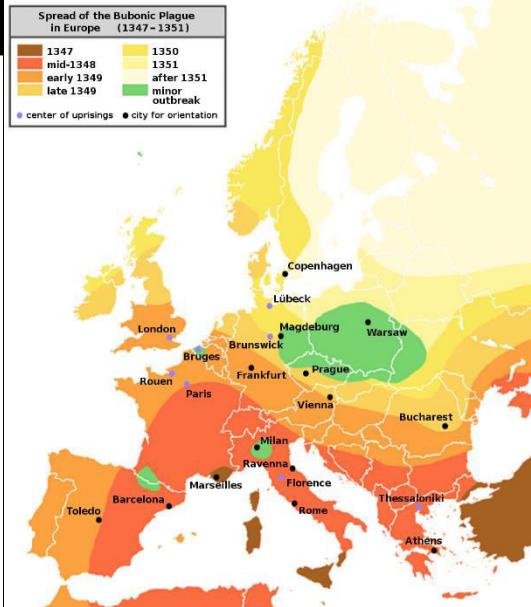 Spread of the Bubonic Plague
in Europe (1347–1351)
1347
mid-1348
early 1349
late 1349
1350
1351
after 1351
minor
outbreak
center of uprisings
city for orientation
Copenhagen
Lübeck
Magdeburg
Warsaw
London
Brunswick
Bruges
Frankfurt
Prague
Rouen
Paris
Vienna
Bucharest
Milan
Ravenna
Marseilles
Florence
Barcelona
Toledo
Rome
Thessaloniki
Athens